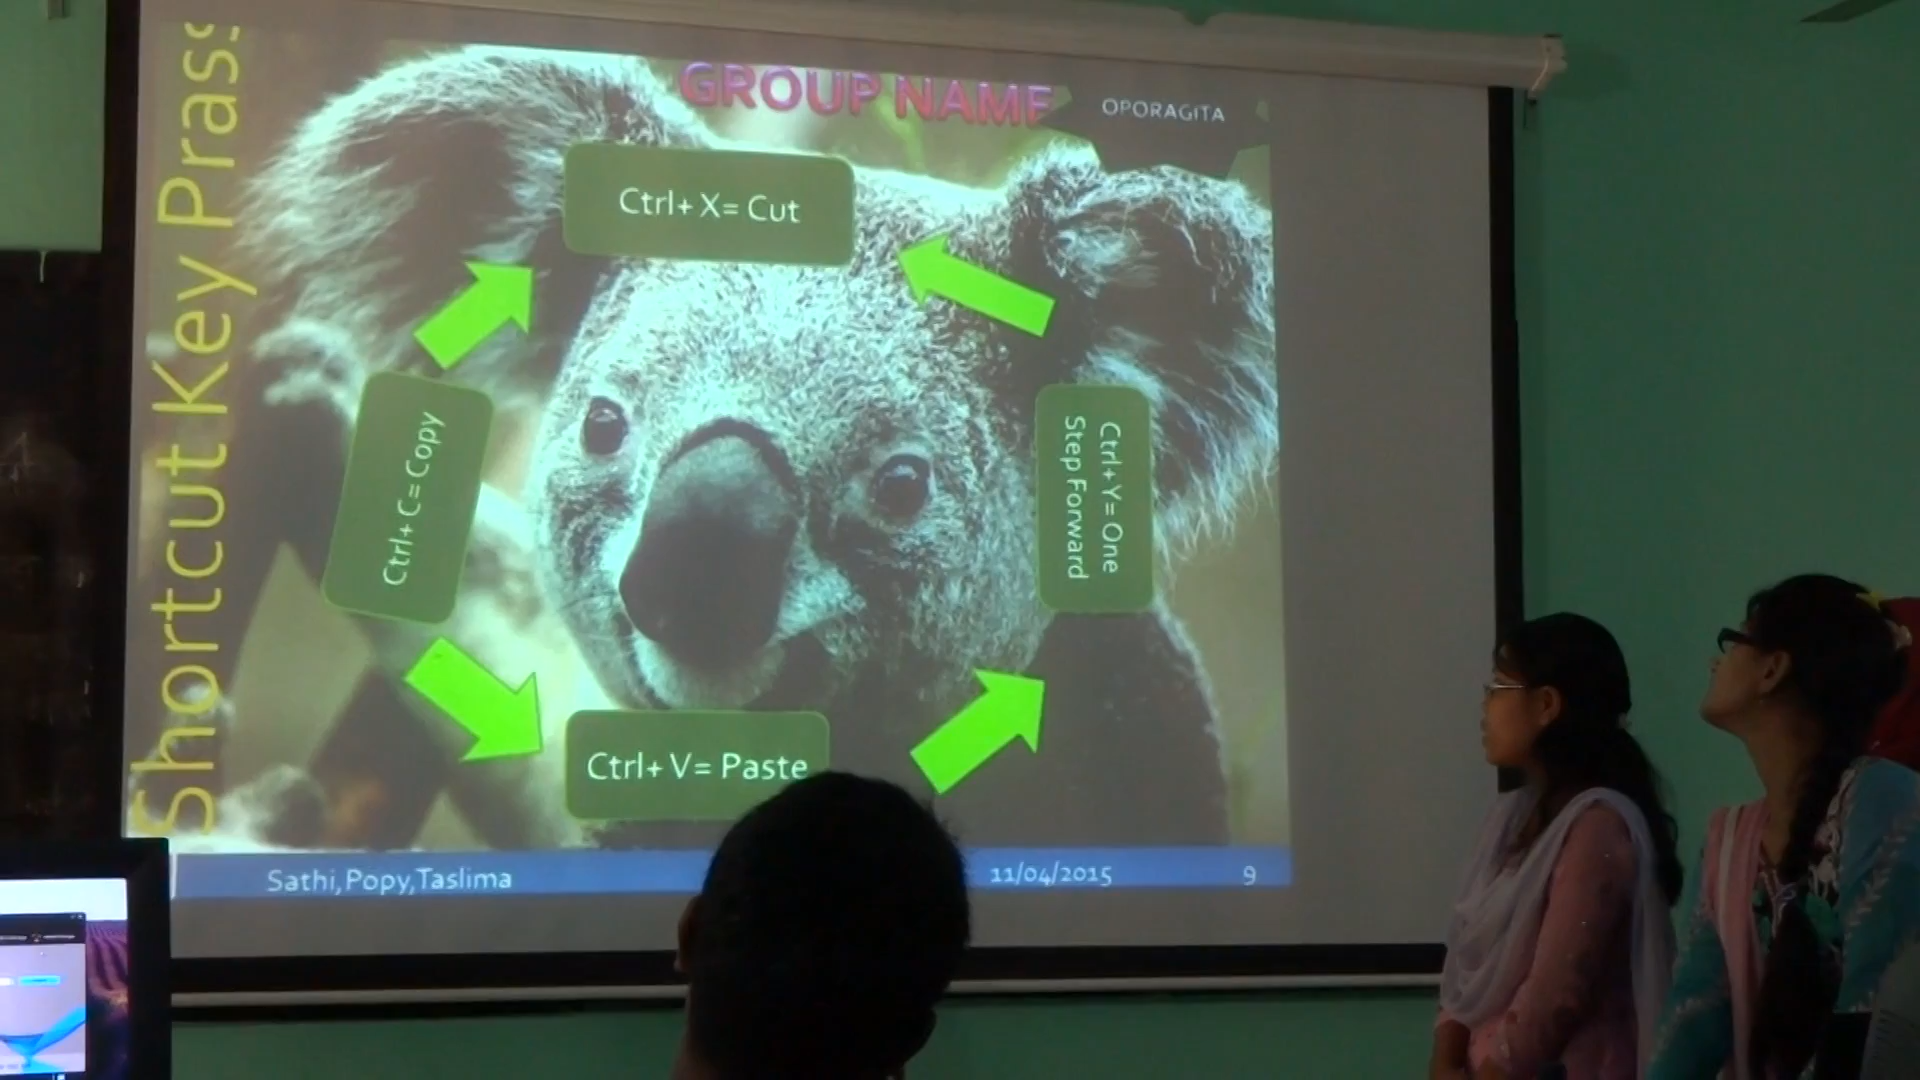 GROUP NAME
OPORAGITA
Shortcut Key Pras
Ctrl+ X= Cut
Ctrl+ C= Copy
Ctrl+Y= One
Step Forward
Ctrl+ V= Paste
Sathi,Popy,Taslima
11/04/2015
9